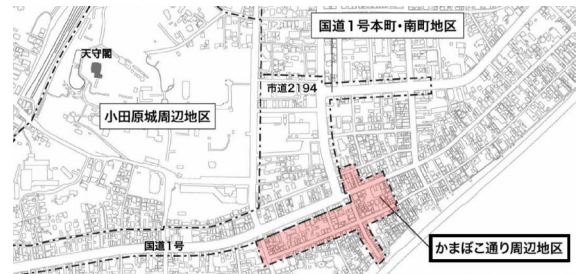 国道1号本町・南町地区
天守閣
市道2194
小田原城周辺地区
国道1号
かまぼこ通り周辺地区